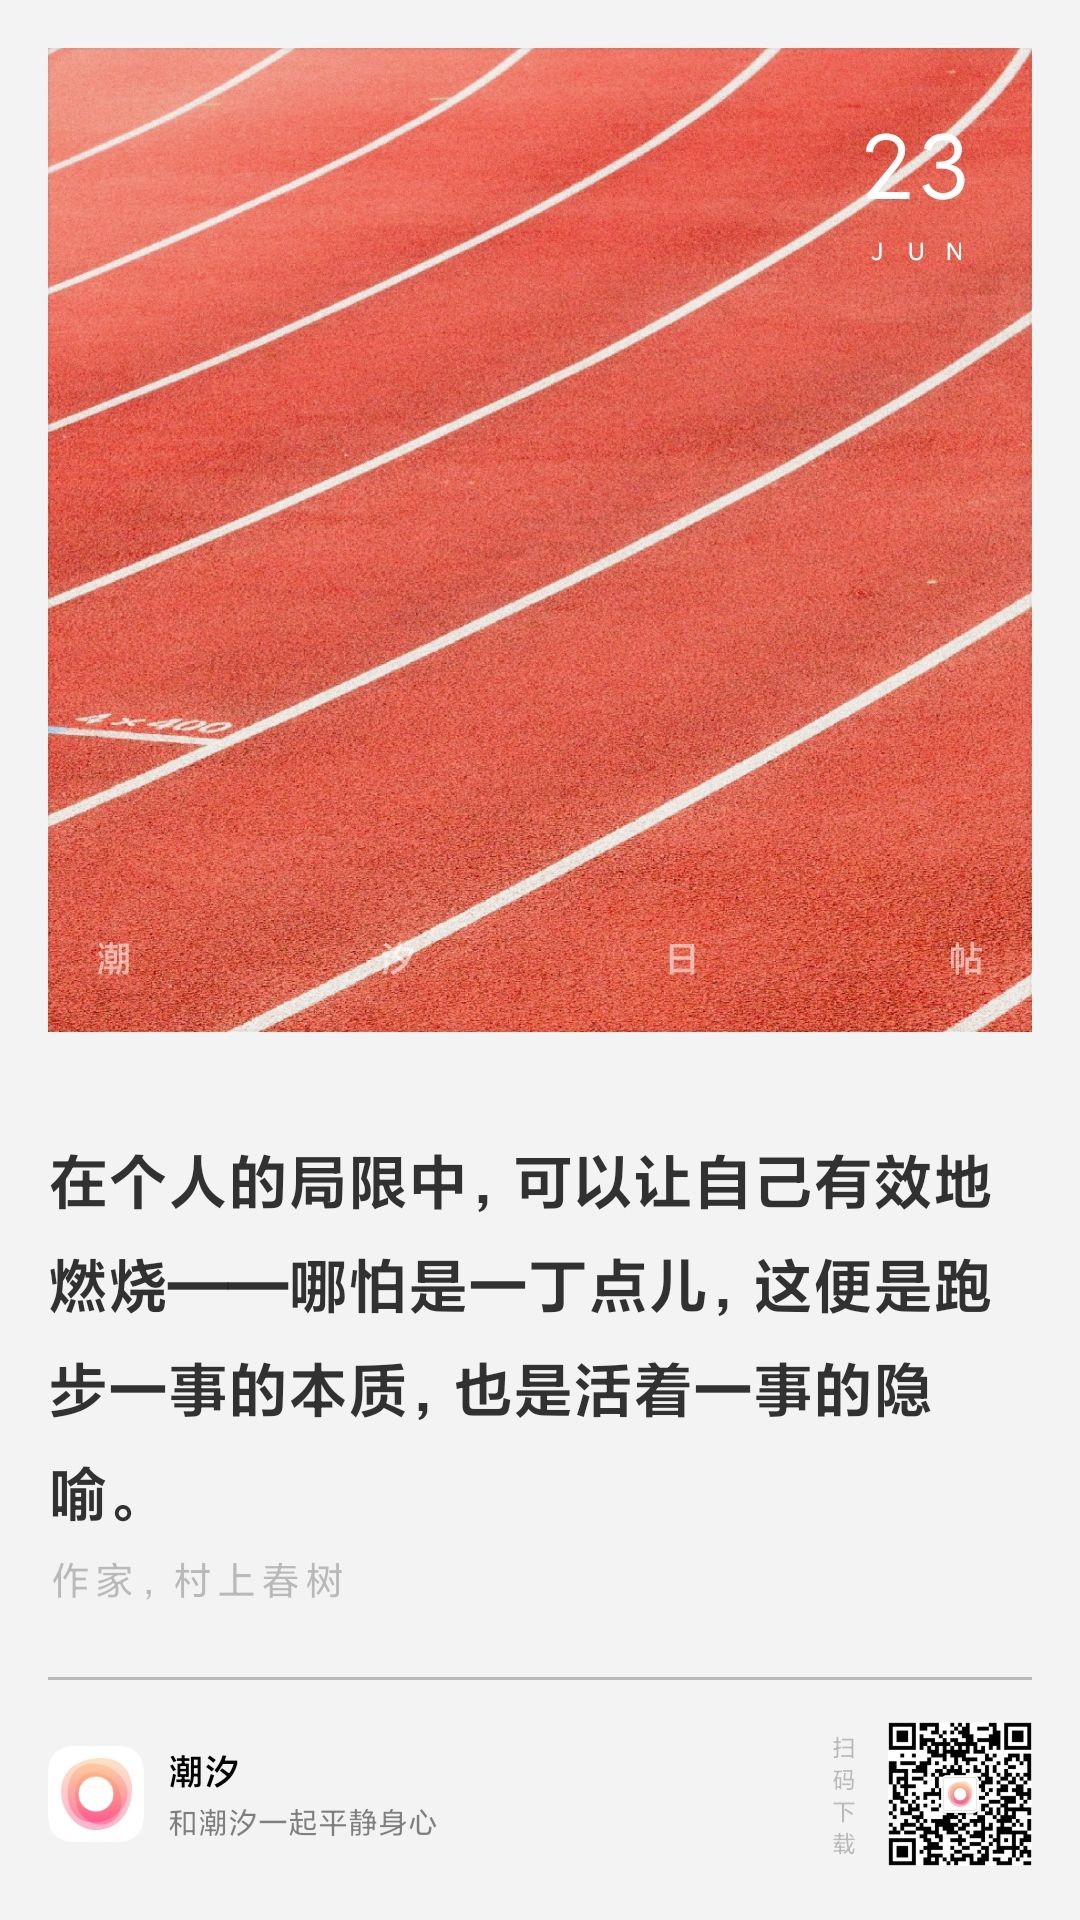 23
JUN
4×400
潮汐日帖
在个人的局限中，可以让自己有效地
燃烧——哪怕是一丁点儿，这便是跑
步一事的本质，也是活着一事的隐
喻。
作家，村上春树
潮汐
和潮汐一起平静身心
扫码下载